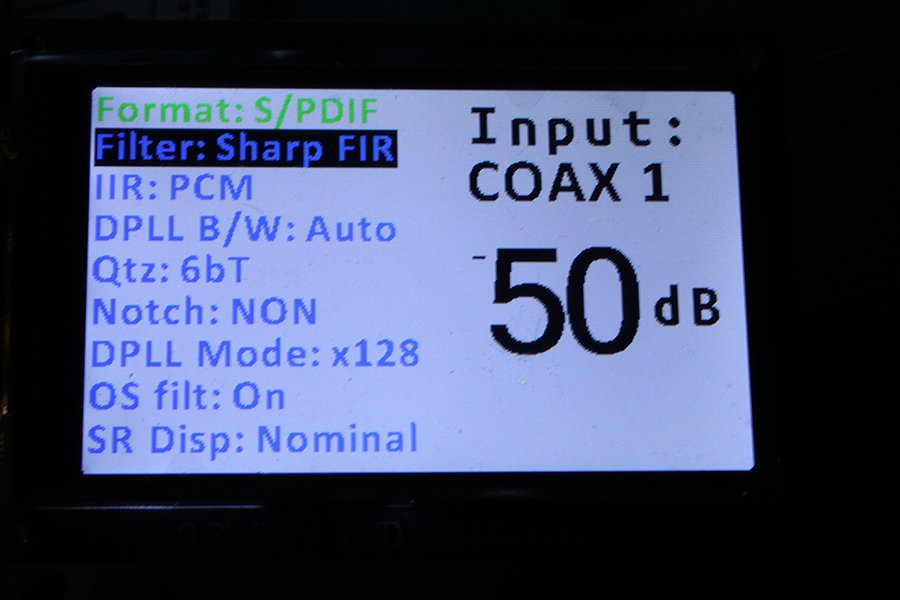 Format: S/PDIF
Filter: Sharp FIR
IIR: PCM
DPLL B/W: Auto
Qtz: 6bT
Notch: NON
DPLL Mode: x128
OS filt: On
SR Disp: Nominal
Input:
COAX 1
-50 dB